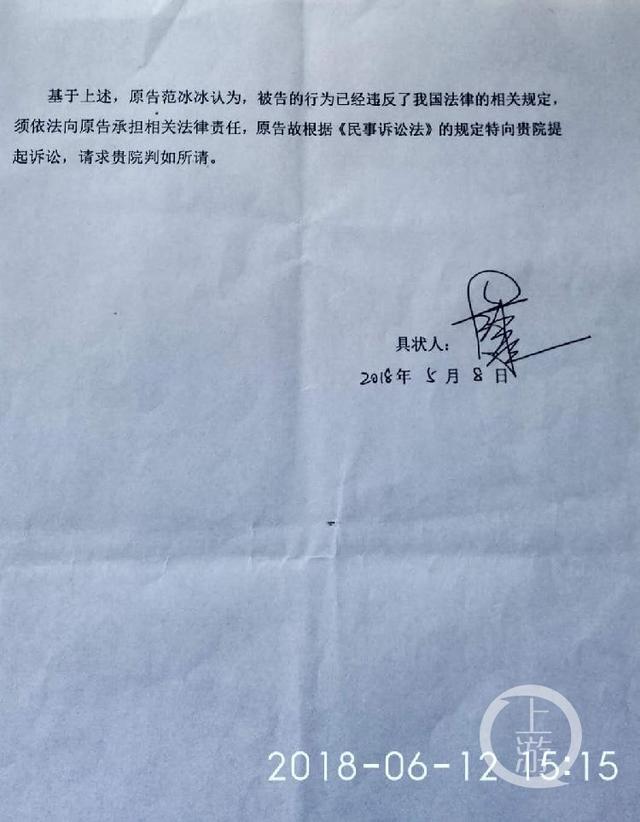 基于上述，原告范冰冰认为，被告的行为已经违反了我国法律的相关规定，
须依法向原告承担相关法律责任，原告故根据《民事诉讼法》的规定特向贵院提
起诉讼，请求贵院判如所请。
具状人：
2018年 5 月 8 日
上游
2018-06-12 15:15